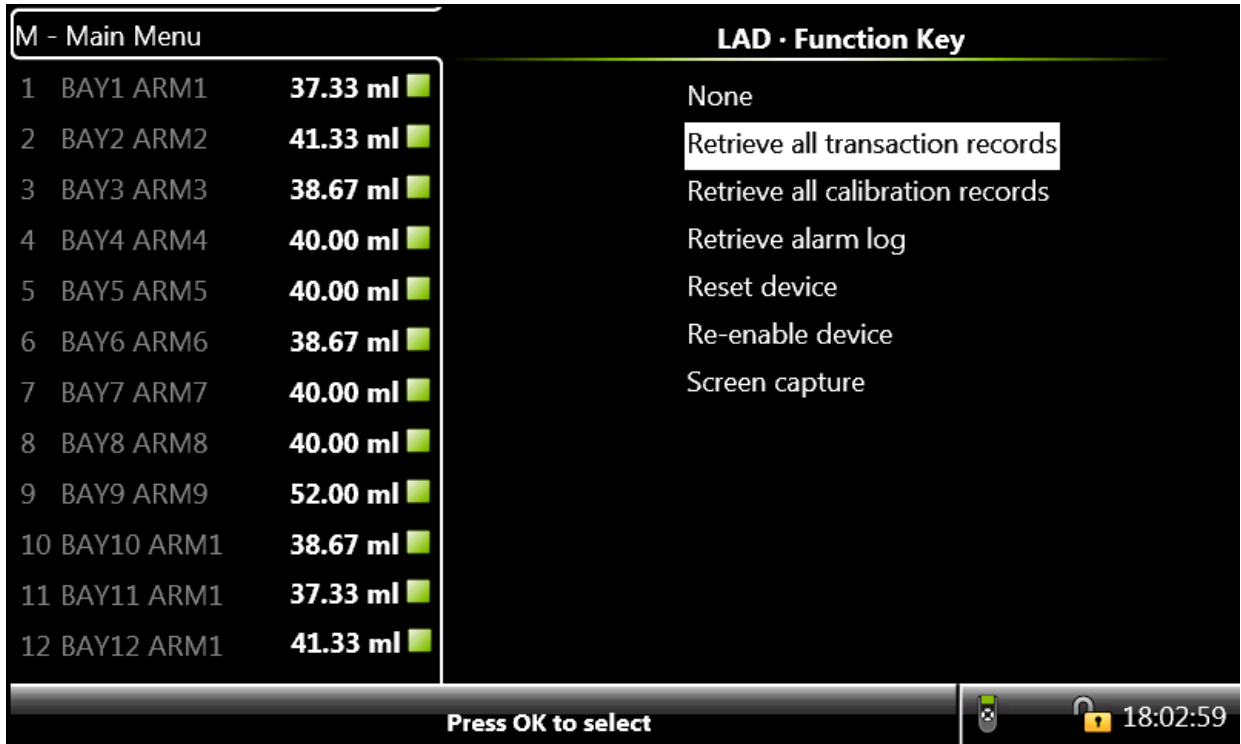 M - Main Menu
1 BAY1 ARM1 37.33 ml
2 BAY2 ARM2 41.33 ml
3 BAY3 ARM3 38.67 ml
4 BAY4 ARM4 40.00 ml
5 BAY5 ARM5 40.00 ml
6 BAY6 ARM6 38.67 ml
7 BAY7 ARM7 40.00 ml
8 BAY8 ARM8 40.00 ml
9 BAY9 ARM9 52.00 ml
10 BAY10 ARM1 38.67 ml
11 BAY11 ARM1 37.33 ml
12 BAY12 ARM1 41.33 ml
LAD · Function Key
None
Retrieve all transaction records
Retrieve all calibration records
Retrieve alarm log
Reset device
Re-enable device
Screen capture
Press OK to select
18:02:59